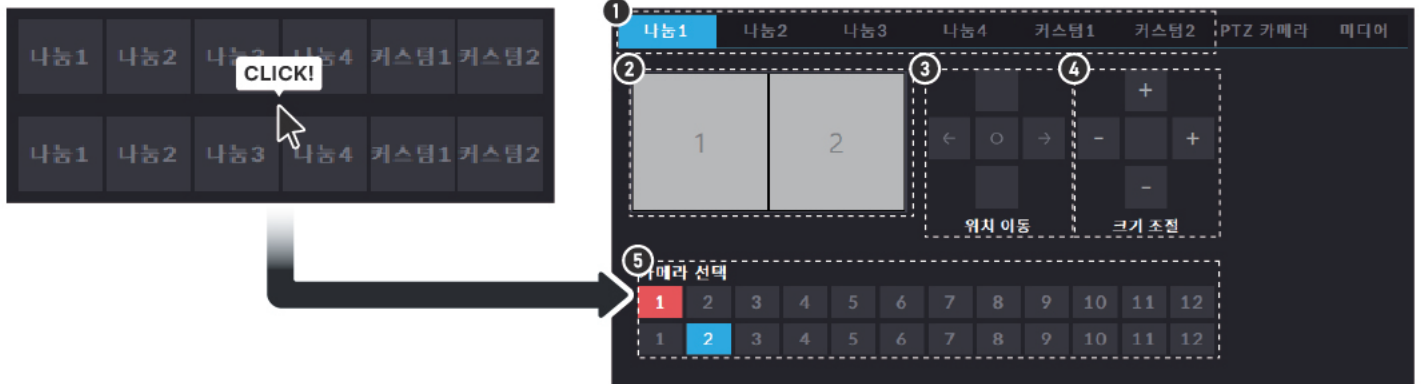 나눔1 나눔2 나눔3 나눔4 커스텀1 커스텀2
CLICK!
나눔1 나눔2 나눔3 나눔4 커스텀1 커스텀2
1
나눔1 나눔2 나눔3 나눔4 커스텀1 커스텀2 PTZ 카메라 미디어
2 3 4
1 2
+
← O → - +
-
위치 이동 크기 조절
5
카메라 선택
1 2 3 4 5 6 7 8 9 10 11 12
1 2 3 4 5 6 7 8 9 10 11 12